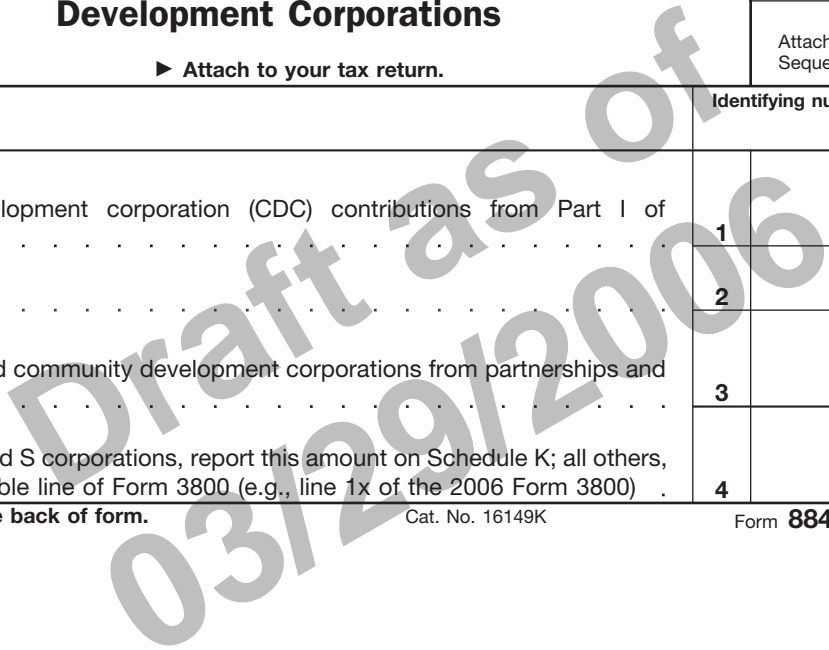 Development Corporations
Attach
▶ Attach to your tax return.
Seque
Identifying nu
lopment corporation (CDC) contributions from Part I of
. . . . . . . . . . . . . . . . . . . . . 1
. . . . . . . . . . . . . . . . . . . . . 2
d community development corporations from partnerships and
. . . . . . . . . . . . . . . . . . . . . 3
d S corporations, report this amount on Schedule K; all others,
ble line of Form 3800 (e.g., line 1x of the 2006 Form 3800) . 4
e back of form. Cat. No. 16149K Form 884
Draft as of
03/29/2006